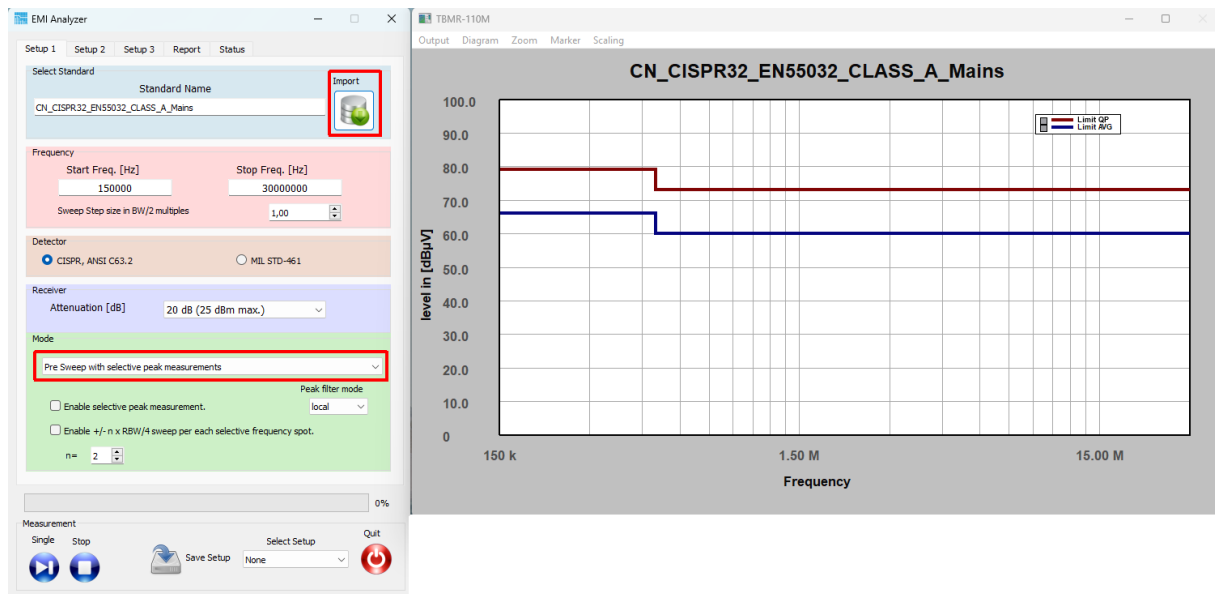 EMI Analyzer
Setup 1 Setup 2 Setup 3 Report Status
Select Standard
Standard Name
Import
CN_CISPR32_EN55032_CLASS_A_Mains
Frequency
Start Freq. [Hz] Stop Freq. [Hz]
150000 30000000
Sweep Step size in BW/2 multiples 1,00
Detector
CISPR, ANSI C63.2 MIL STD-461
Receiver
Attenuation [dB] 20 dB (25 dBm max.)
Mode
Pre Sweep with selective peak measurements
Peak filter mode
Enable selective peak measurement. local
Enable +/- n x RBW/4 sweep per each selective frequency spot.
n= 2
0%
Measurement
Single Stop Select Setup Quit
Save Setup None
TBMR-110M
Output Diagram Zoom Marker Scaling
CN_CISPR32_EN55032_CLASS_A_Mains
100.0
90.0
80.0
70.0
60.0
50.0
40.0
30.0
20.0
10.0
0
level in [dBµV]
Limit QP
Limit AVG
150 k 1.50 M 15.00 M
Frequency